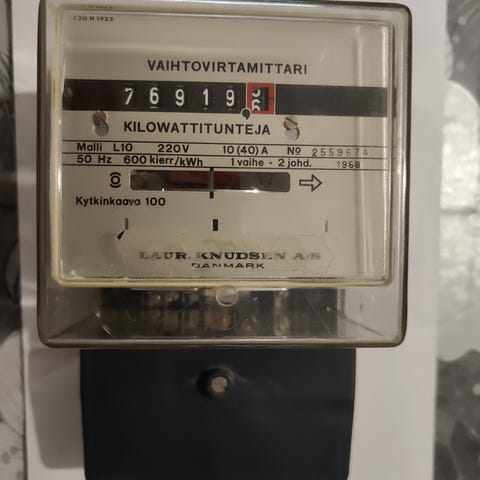 VAIHTOVIRTAMITTARI
7 6 9 1 9
KILOWATTITUNTEJA
Malli L10 220V 10 (40) A No 2559674
50 Hz 600 kierr/kWh 1 vaihe - 2 johd. 1968
Kytkinkaava 100
LAUR. KNUDSEN A/S
DANMARK